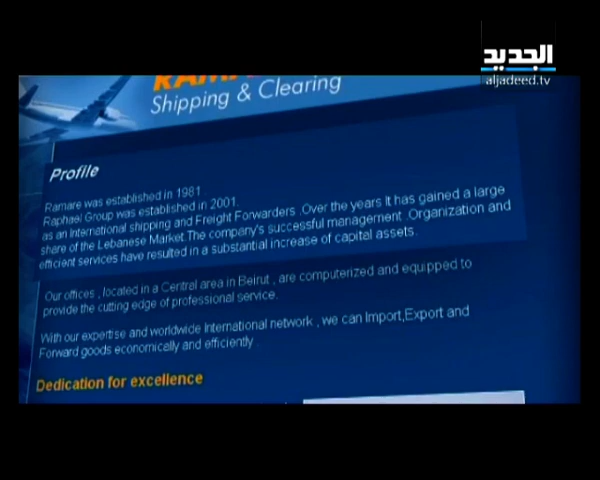 الجديد
aljadeed.tv
Shipping & Clearing
Profile
Ramare was established in 1981
Raphael Group was established in 2001.
as an International shipping and Freight Forwarders .Over the years It has gained a large
share of the Lebanese Market.The company's successful management .Organization and
efficient services have resulted in a substantial increase of capital assets.
Our offices , located in a Central area in Beirut , are computerized and equipped to
provide the cutting edge of professional service.
With our expertise and worldwide International network , we can Import,Export and
Forward goods economically and efficiently
Dedication for excellence